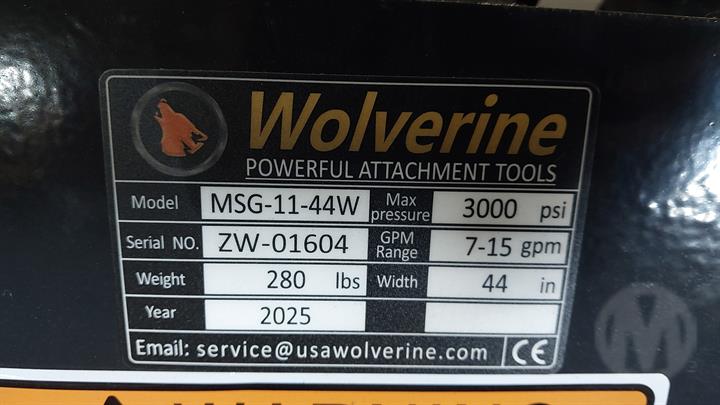 Wolverine
POWERFUL ATTACHMENT TOOLS
Model MSG-11-44W Max pressure 3000 psi
Serial NO. ZW-01604 GPM Range 7-15 gpm
Weight 280 lbs Width 44 in
Year 2025
Email: service@usawolverine.com CE